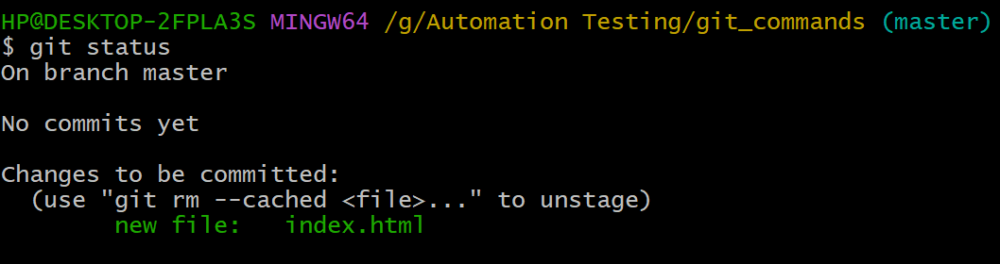 HP@DESKTOP-2FPLA3S MINGW64 /g/Automation Testing/git_commands (master)
$ git status
On branch master
No commits yet
Changes to be committed:
(use "git rm --cached <file>..." to unstage)
new file: index.html